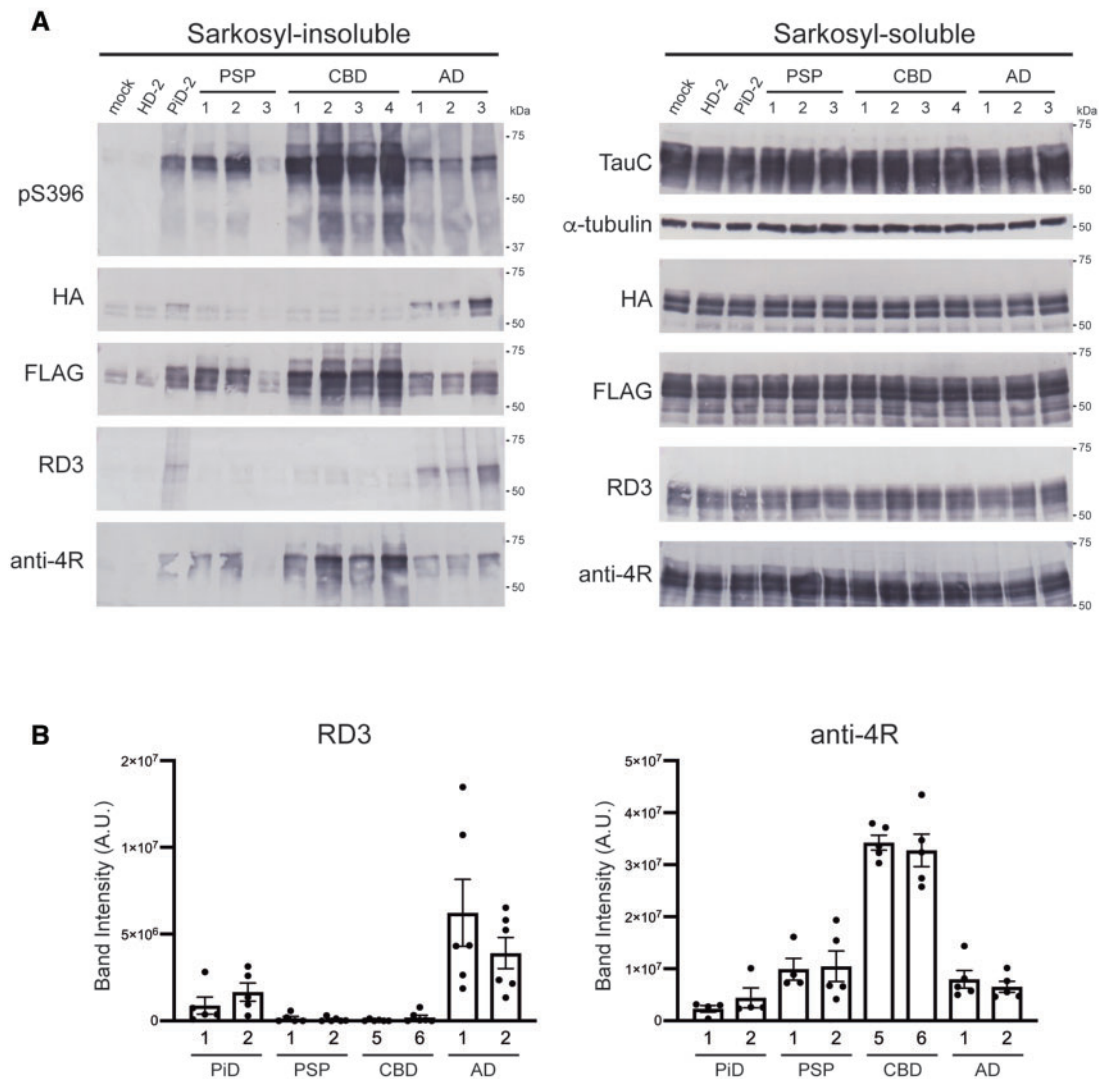 A
Sarkosyl-insoluble
mock HD-2 PiD-2 PSP CBD AD
1 2 3 1 2 3 4 1 2 3 kDa
pS396 75 50 37
HA 75 50
FLAG 75 50
RD3 75 50
anti-4R 75 50
Sarkosyl-soluble
mock HD-2 PiD-2 PSP CBD AD
1 2 3 1 2 3 4 1 2 3 kDa
TauC 75 50
α-tubulin 50
HA 75 50
FLAG 75 50
RD3 75 50
anti-4R 75 50
B
RD3
Band Intensity (A.U.)
2×10⁷
1×10⁷
5×10⁶
0
1 2 1 2 5 6 1 2
PiD PSP CBD AD
anti-4R
Band Intensity (A.U.)
5×10⁷
4×10⁷
3×10⁷
2×10⁷
1×10⁷
0
1 2 1 2 5 6 1 2
PiD PSP CBD AD